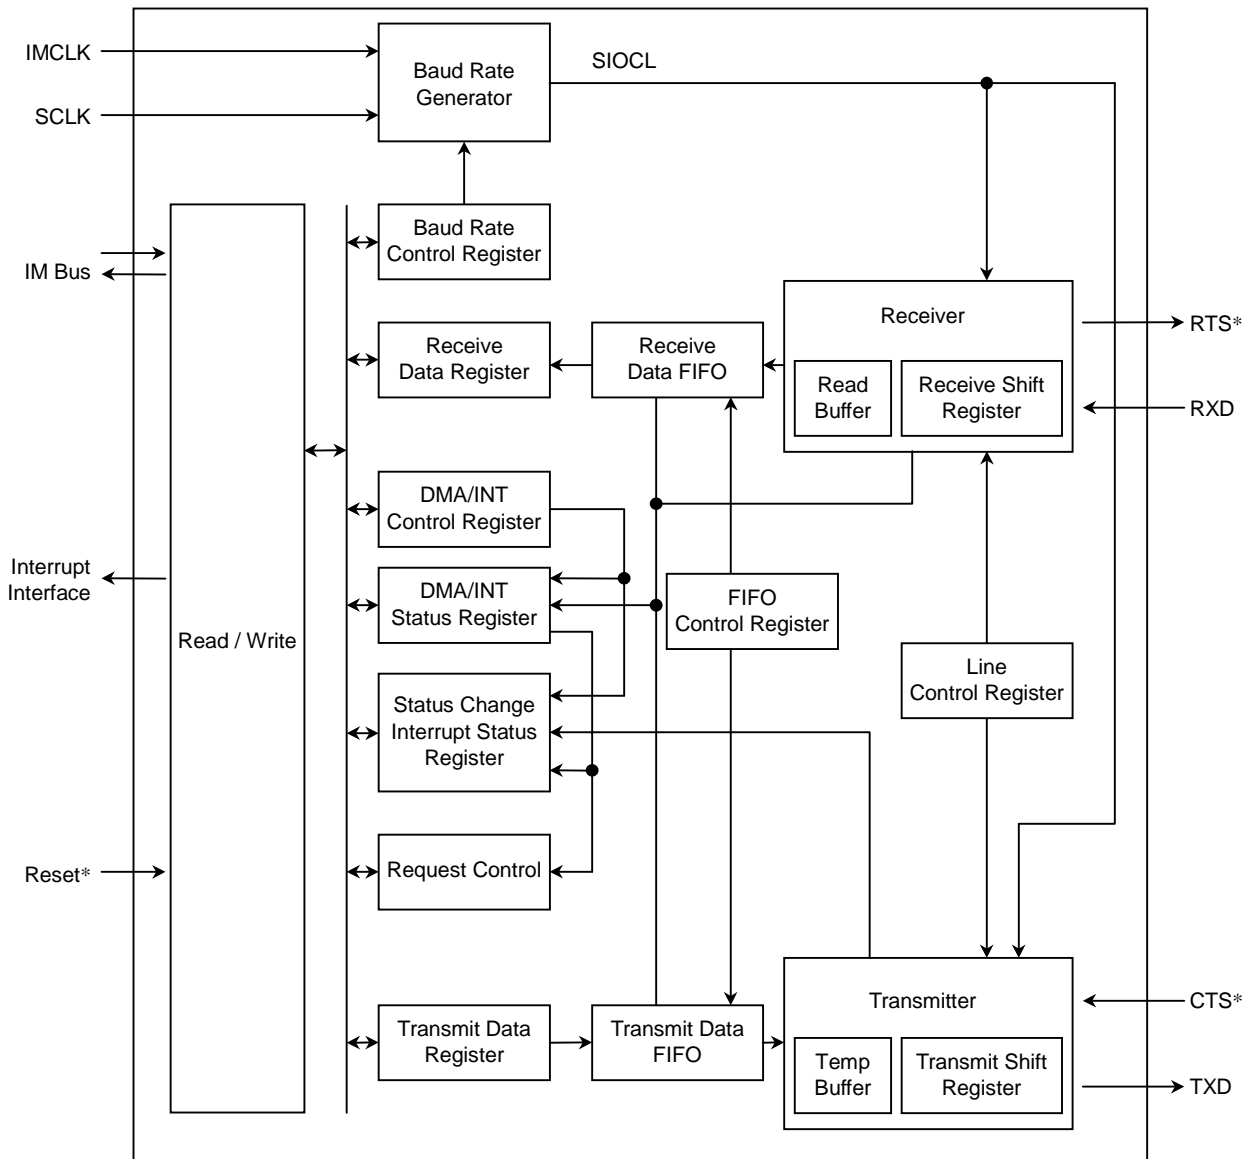 IMCLK
SCLK
Baud Rate
Generator
SIOCL
IM Bus
Baud Rate
Control Register
Receiver
RTS*
Receive
Data Register
Receive
Data FIFO
Read
Buffer
Receive Shift
Register
RXD
DMA/INT
Control Register
Interrupt
Interface
DMA/INT
Status Register
FIFO
Control Register
Read / Write
Line
Control Register
Status Change
Interrupt Status
Register
Reset*
Request Control
Transmitter
CTS*
Transmit Data
Register
Transmit Data
FIFO
Temp
Buffer
Transmit Shift
Register
TXD